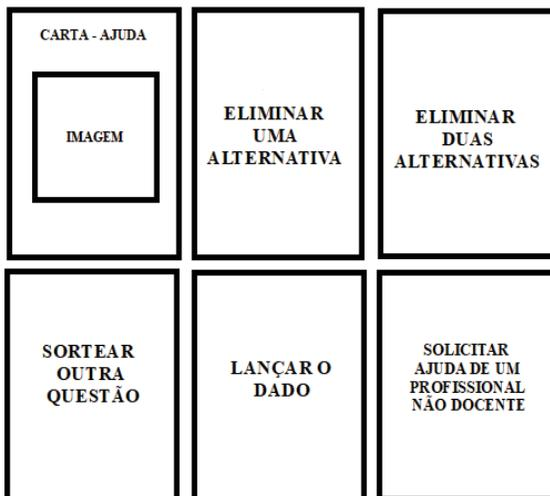 CARTA - AJUDA
IMAGEM
ELIMINAR
UMA
ALTERNATIVA
ELIMINAR
DUAS
ALTERNATIVAS
SORTEAR
OUTRA
QUESTÃO
LANÇAR O
DADO
SOLICITAR
AJUDA DE UM
PROFISSIONAL
NÃO DOCENTE